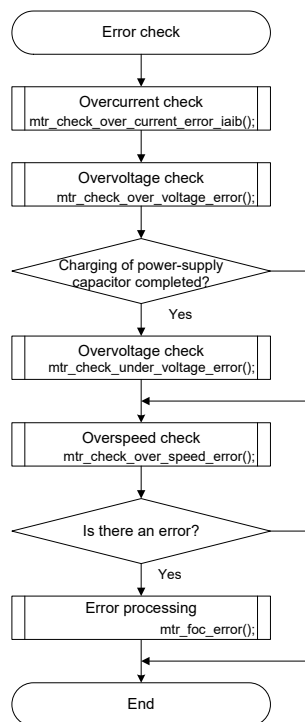 Error check
Overcurrent check
mtr_check_over_current_error_iaib();
Overvoltage check
mtr_check_over_voltage_error();
Charging of power-supply
capacitor completed?
Yes
Overvoltage check
mtr_check_under_voltage_error();
Overspeed check
mtr_check_over_speed_error();
Is there an error?
Yes
Error processing
mtr_foc_error();
End